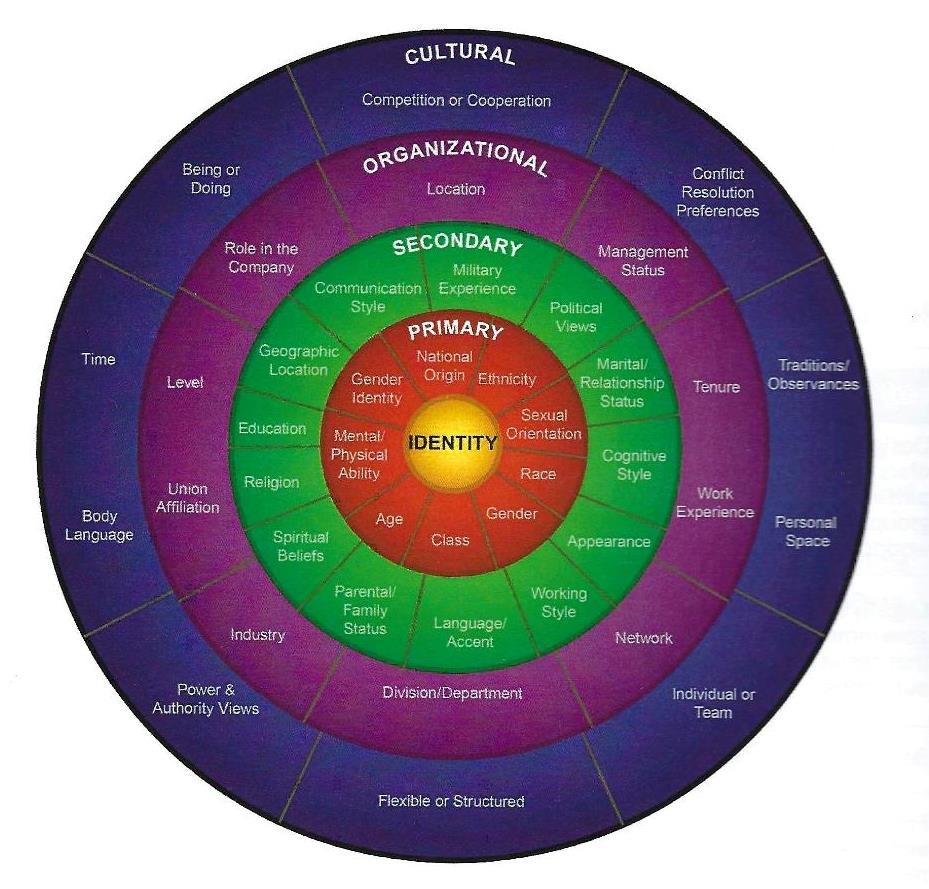 CULTURAL
Competition or Cooperation
Conflict
Resolution
Preferences
Traditions/
Observances
Personal
Space
Individual or
Team
Flexible or Structured
Power &
Authority Views
Body
Language
Time
Being or
Doing
ORGANIZATIONAL
Location
Management
Status
Tenure
Work
Experience
Network
Division/Department
Industry
Union
Affiliation
Level
Role in the
Company
SECONDARY
Military
Experience
Political
Views
Marital/
Relationship
Status
Cognitive
Style
Appearance
Working
Style
Language/
Accent
Parental/
Family
Status
Spiritual
Beliefs
Religion
Education
Geographic
Location
Communication
Style
PRIMARY
National
Origin
Ethnicity
Sexual
Orientation
Race
Gender
Class
Age
Mental/
Physical
Ability
Gender
Identity
IDENTITY